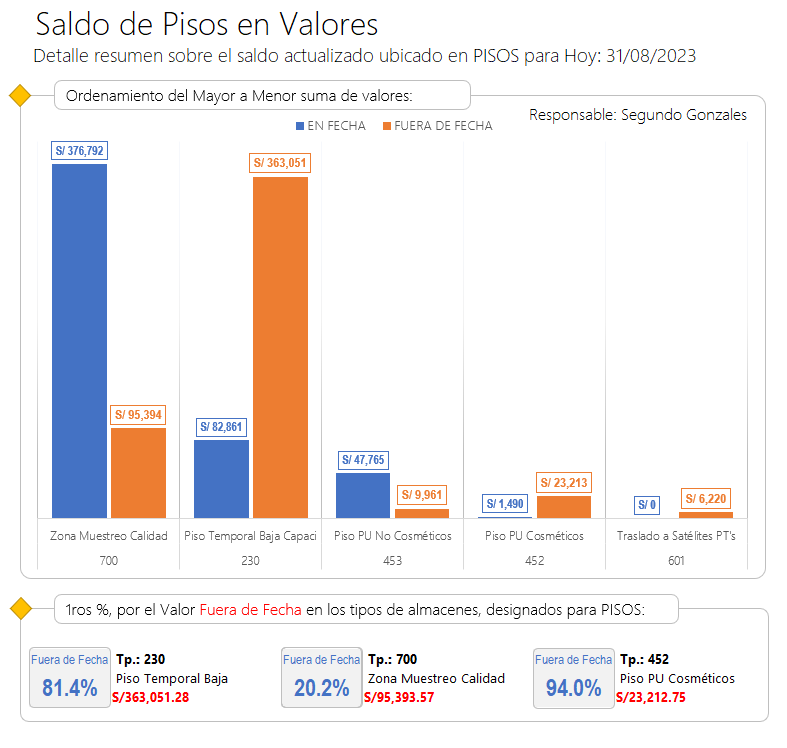 Saldo de Pisos en Valores
Detalle resumen sobre el saldo actualizado ubicado en PISOS para Hoy: 31/08/2023
Ordenamiento del Mayor a Menor suma de valores:
Responsable: Segundo Gonzales
EN FECHA FUERA DE FECHA
S/ 376,792
S/ 363,051
S/ 95,394
S/ 82,861
S/ 47,765
S/ 9,961
S/ 1,490
S/ 23,213
S/ 0
S/ 6,220
Zona Muestreo Calidad Piso Temporal Baja Capaci Piso PU No Cosméticos Piso PU Cosméticos Traslado a Satélites PT's
700 230 453 452 601
1ros %, por el Valor Fuera de Fecha en los tipos de almacenes, designados para PISOS:
Fuera de Fecha
81.4%
Tp.: 230
Piso Temporal Baja
S/363,051.28
Fuera de Fecha
20.2%
Tp.: 700
Zona Muestreo Calidad
S/95,393.57
Fuera de Fecha
94.0%
Tp.: 452
Piso PU Cosméticos
S/23,212.75